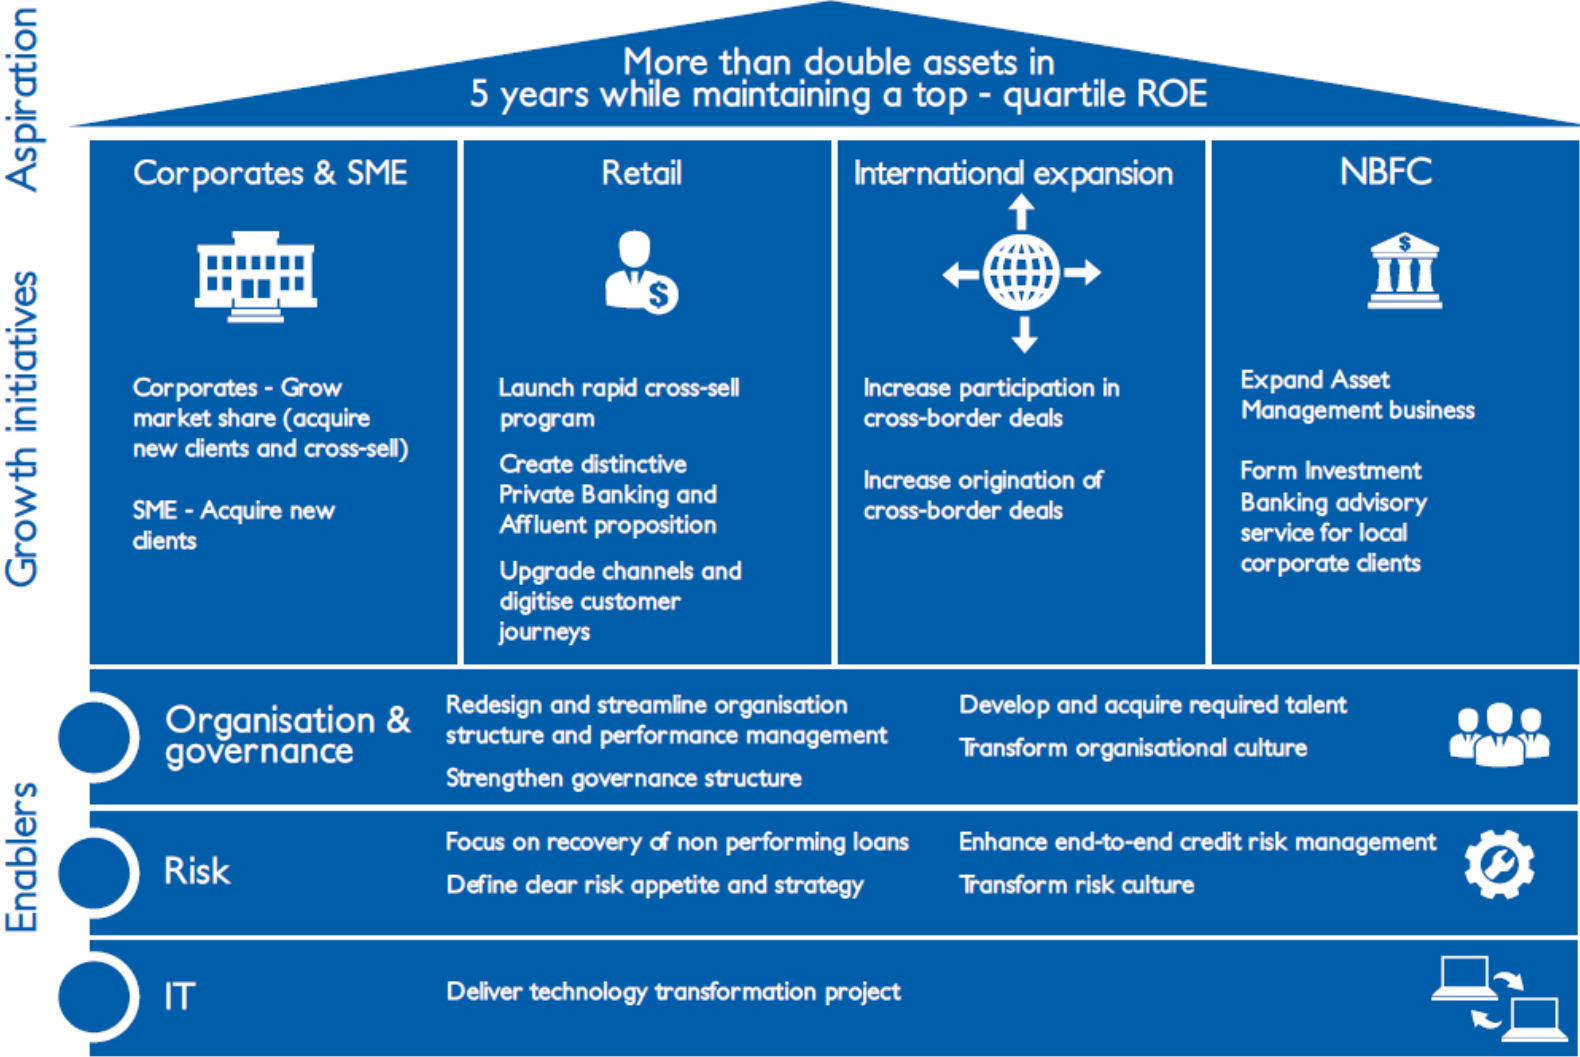 Aspiration
More than double assets in
5 years while maintaining a top - quartile ROE
Growth initiatives
Corporates & SME
Corporates - Grow
market share (acquire
new clients and cross-sell)
SME - Acquire new
clients
Retail
$
Launch rapid cross-sell
program
Create distinctive
Private Banking and
Affluent proposition
Upgrade channels and
digitise customer
journeys
International expansion
Increase participation in
cross-border deals
Increase origination of
cross-border deals
NBFC
$
Expand Asset
Management business
Form Investment
Banking advisory
service for local
corporate clients
Enablers
Organisation &
governance
Redesign and streamline organisation
structure and performance management
Strengthen governance structure
Develop and acquire required talent
Transform organisational culture
Risk
Focus on recovery of non performing loans
Define clear risk appetite and strategy
Enhance end-to-end credit risk management
Transform risk culture
IT
Deliver technology transformation project